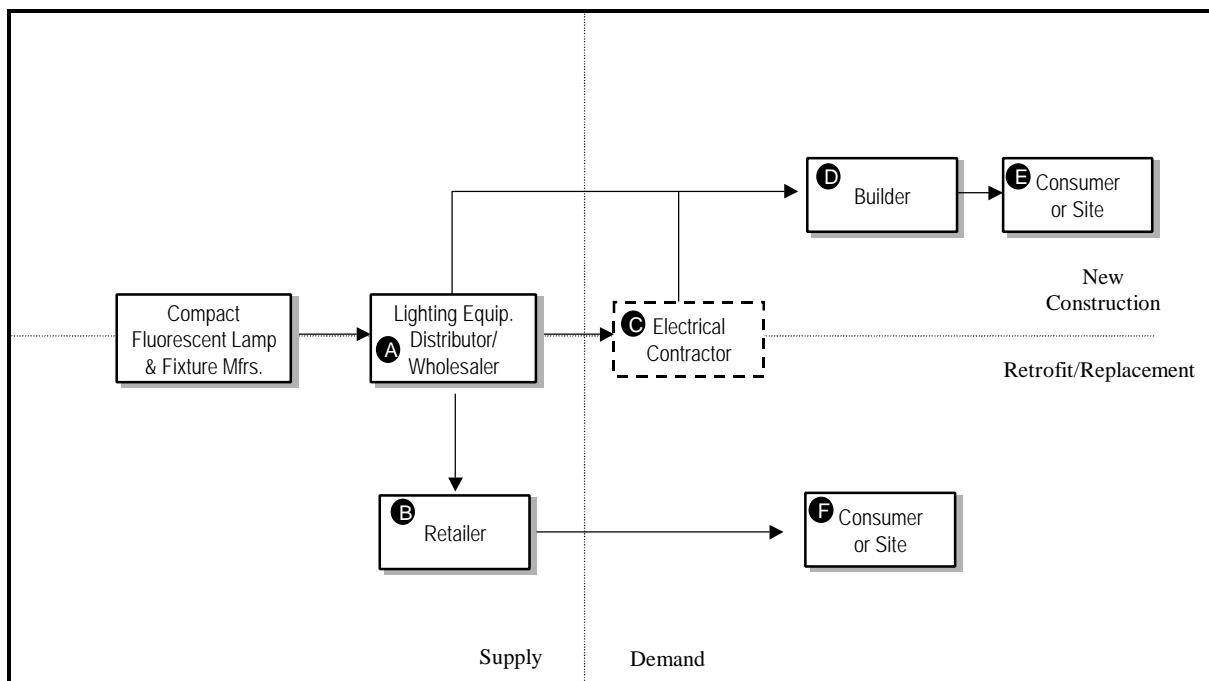 D
Builder
E
Consumer
or Site
New
Construction
Compact
Fluorescent Lamp
& Fixture Mfrs.
Lighting Equip.
A Distributor/
Wholesaler
C Electrical
Contractor
Retrofit/Replacement
B
Retailer
F Consumer
or Site
Supply
Demand